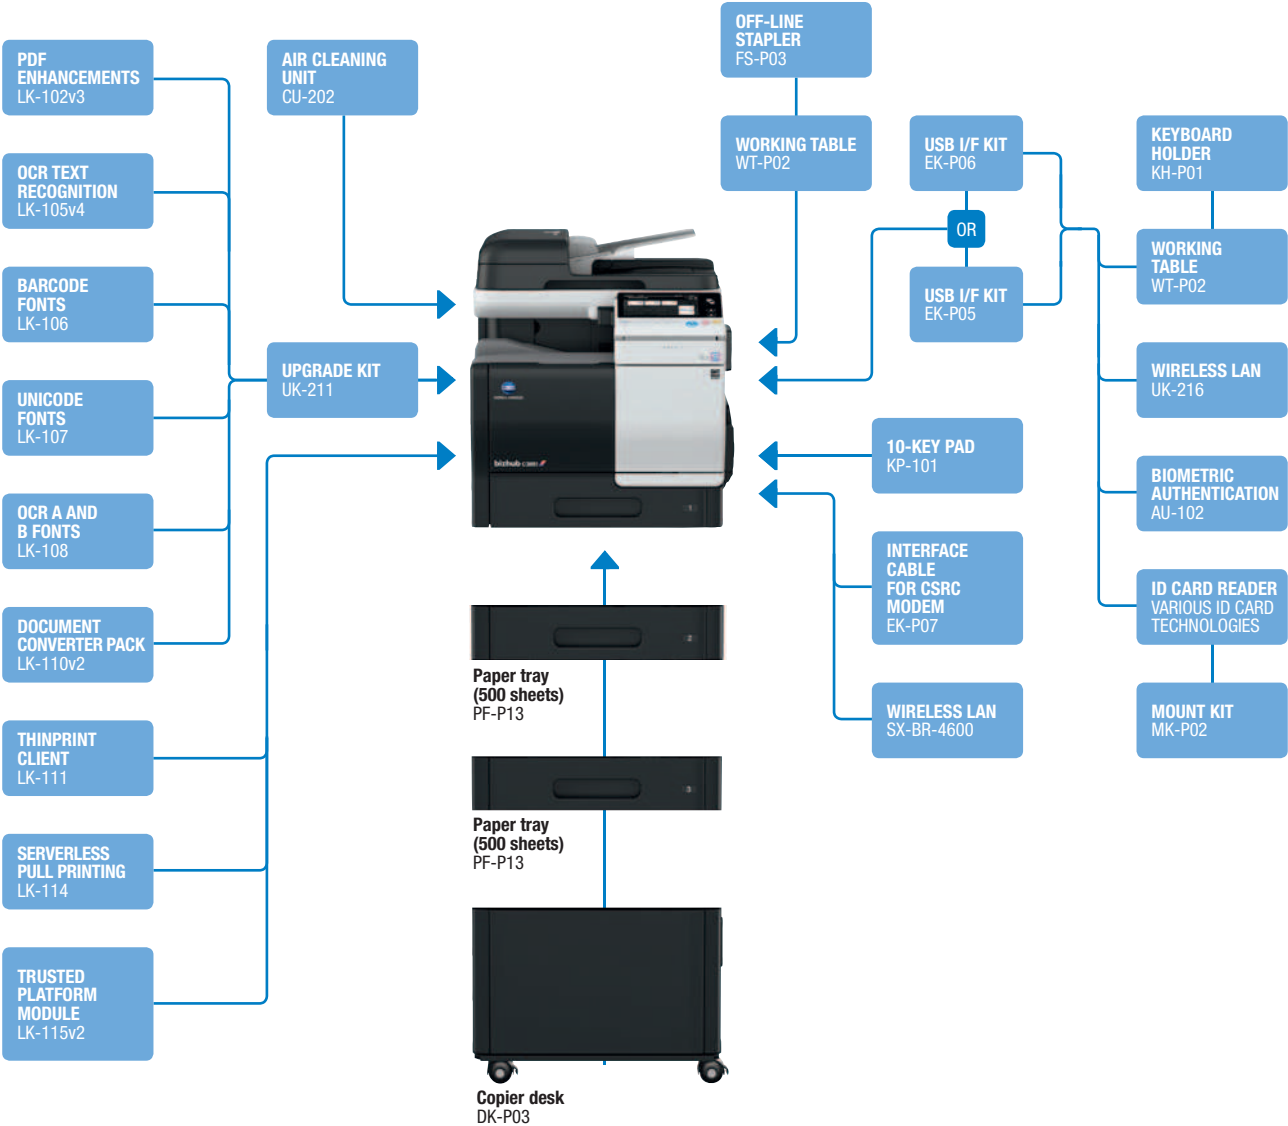 PDF
ENHANCEMENTS
LK-102v3
OCR TEXT
RECOGNITION
LK-105v4
BARCODE
FONTS
LK-106
UNICODE
FONTS
LK-107
OCR A AND
B FONTS
LK-108
DOCUMENT
CONVERTER PACK
LK-110v2
THINPRINT
CLIENT
LK-111
SERVERLESS
PULL PRINTING
LK-114
TRUSTED
PLATFORM
MODULE
LK-115v2
AIR CLEANING
UNIT
CU-202
UPGRADE KIT
UK-211
bizhub
1
2
Paper tray
(500 sheets)
PF-P13
3
Paper tray
(500 sheets)
PF-P13
Copier desk
DK-P03
OFF-LINE
STAPLER
FS-P03
WORKING TABLE
WT-P02
USB I/F KIT
EK-P06
OR
USB I/F KIT
EK-P05
10-KEY PAD
KP-101
INTERFACE
CABLE
FOR CSRC
MODEM
EK-P07
WIRELESS LAN
SX-BR-4600
KEYBOARD
HOLDER
KH-P01
WORKING
TABLE
WT-P02
WIRELESS LAN
UK-216
BIOMETRIC
AUTHENTICATION
AU-102
ID CARD READER
VARIOUS ID CARD
TECHNOLOGIES
MOUNT KIT
MK-P02